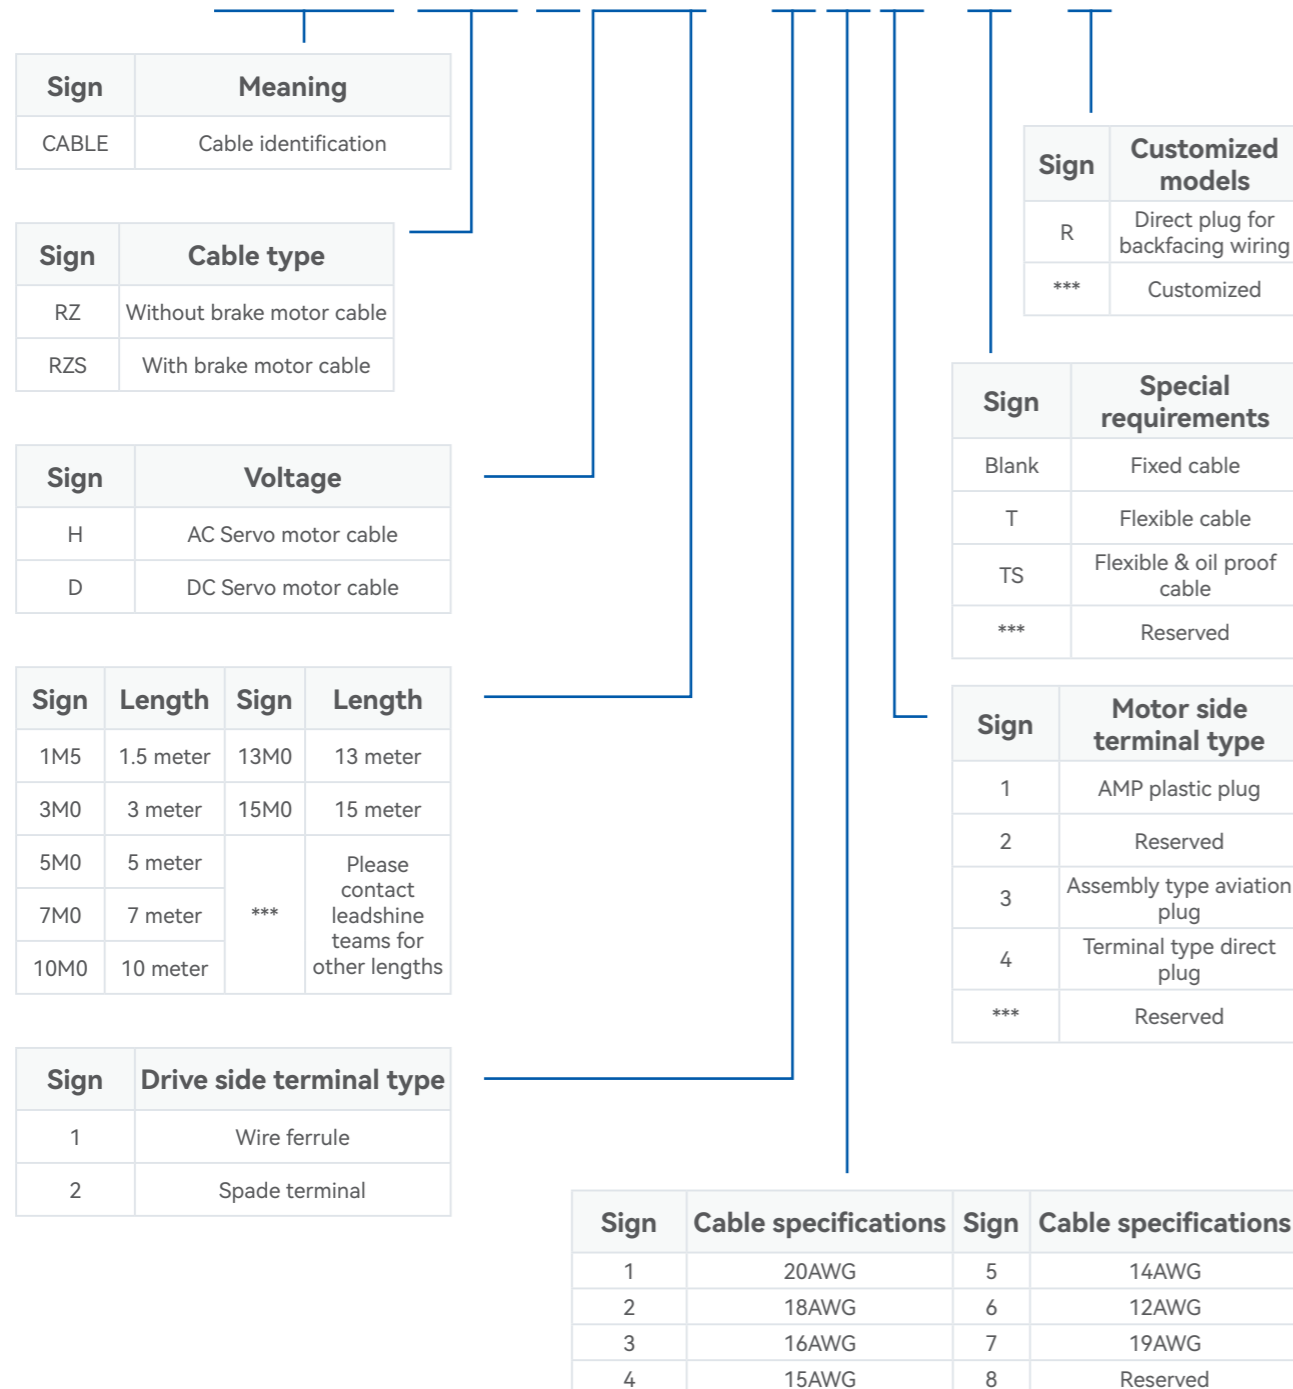 Sign Meaning
CABLE Cable identification
Sign Cable type
RZ Without brake motor cable
RZS With brake motor cable
Sign Voltage
H AC Servo motor cable
D DC Servo motor cable
Sign Length Sign Length
1M5 1.5 meter 13M0 13 meter
3M0 3 meter 15M0 15 meter
5M0 5 meter
7M0 7 meter
10M0 10 meter
***
Please
contact
leadshine
teams for
other lengths
Sign Drive side terminal type
1 Wire ferrule
2 Spade terminal
Sign Customized
models
R Direct plug for
backfacing wiring
*** Customized
Sign Special
requirements
Blank Fixed cable
T Flexible cable
TS Flexible & oil proof
cable
*** Reserved
Sign Motor side
terminal type
1 AMP plastic plug
2 Reserved
3 Assembly type aviation
plug
4 Terminal type direct
plug
*** Reserved
Sign Cable specifications Sign Cable specifications
1 20AWG 5 14AWG
2 18AWG 6 12AWG
3 16AWG 7 19AWG
4 15AWG 8 Reserved